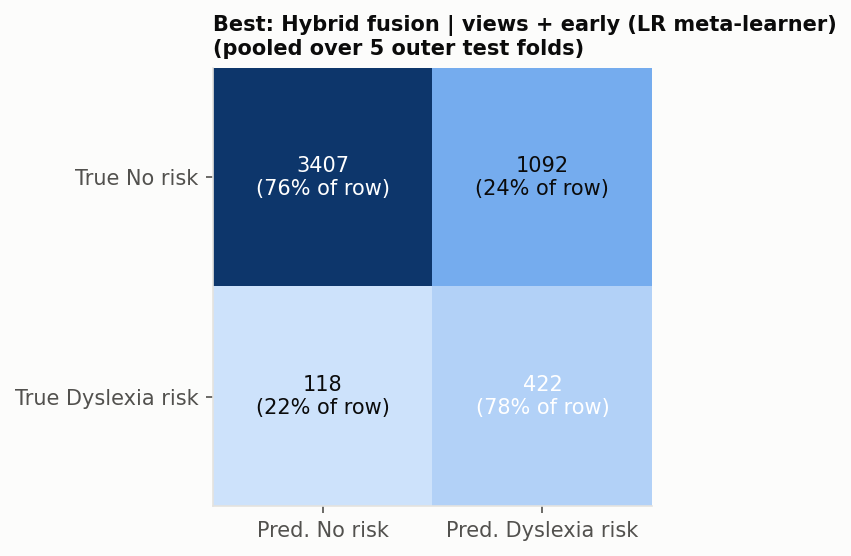 Best: Hybrid fusion | views + early (LR meta-learner)
(pooled over 5 outer test folds)
True No risk
3407
(76% of row)
1092
(24% of row)
True Dyslexia risk
118
(22% of row)
422
(78% of row)
Pred. No risk
Pred. Dyslexia risk